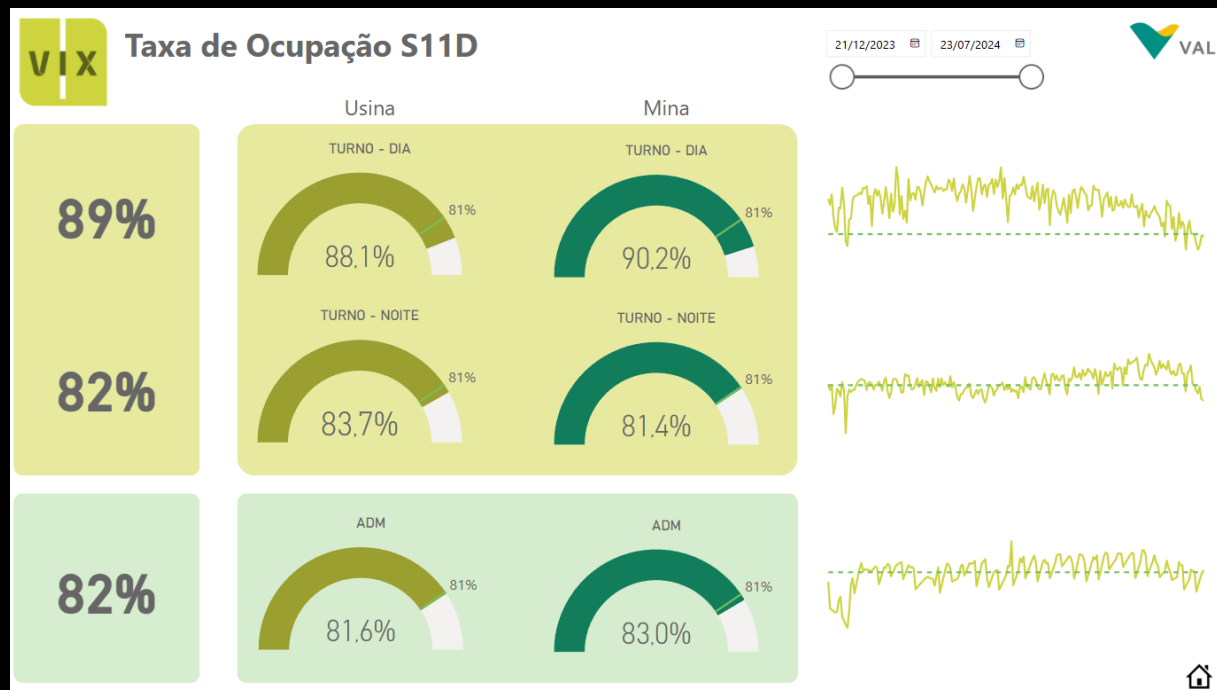 VIX
Taxa de Ocupação S11D
21/12/2023
23/07/2024
VAL
Usina
Mina
89%
TURNO - DIA
81%
88,1%
TURNO - DIA
81%
90,2%
82%
TURNO - NOITE
81%
83,7%
TURNO - NOITE
81%
81,4%
82%
ADM
81%
81,6%
ADM
81%
83,0%